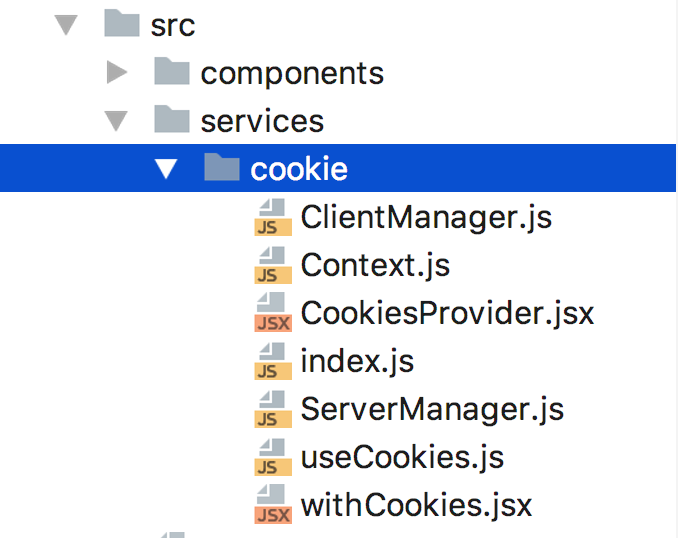 src
components
services
cookie
JS ClientManager.js
JS Context.js
JSX CookiesProvider.jsx
JS index.js
JS ServerManager.js
JS useCookies.js
JSX withCookies.jsx